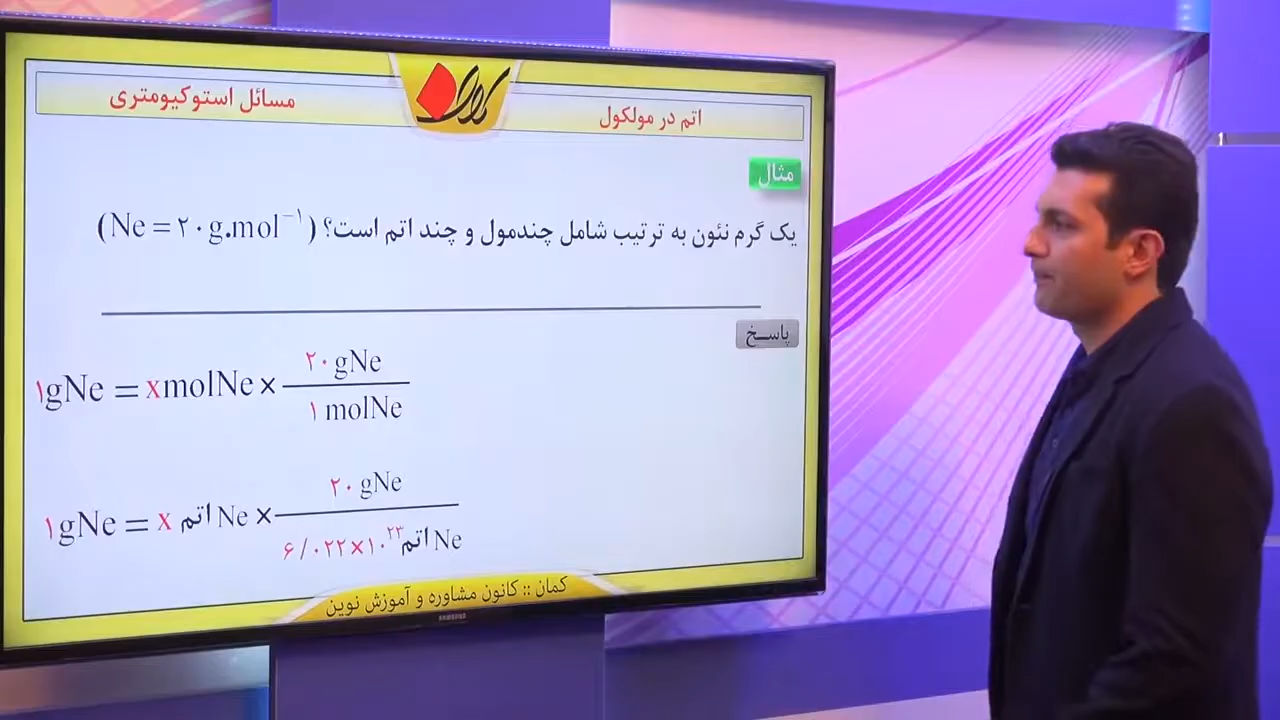 اتم در مولکول
مسائل استوکیومتری
مثال
یک گرم نئون به ترتیب شامل چندمول و چند اتم است؟ (Ne = ۲۰ g.mol⁻¹)
پاسخ
۱gNe = xmolNe × ۲۰ gNe / ۱ molNe
۱gNe = x اتم Ne × ۲۰ gNe / ۶/۰۲۲×۱۰²³ اتم Ne
کمان :: کانون مشاوره و آموزش نوین
SAMSUNG